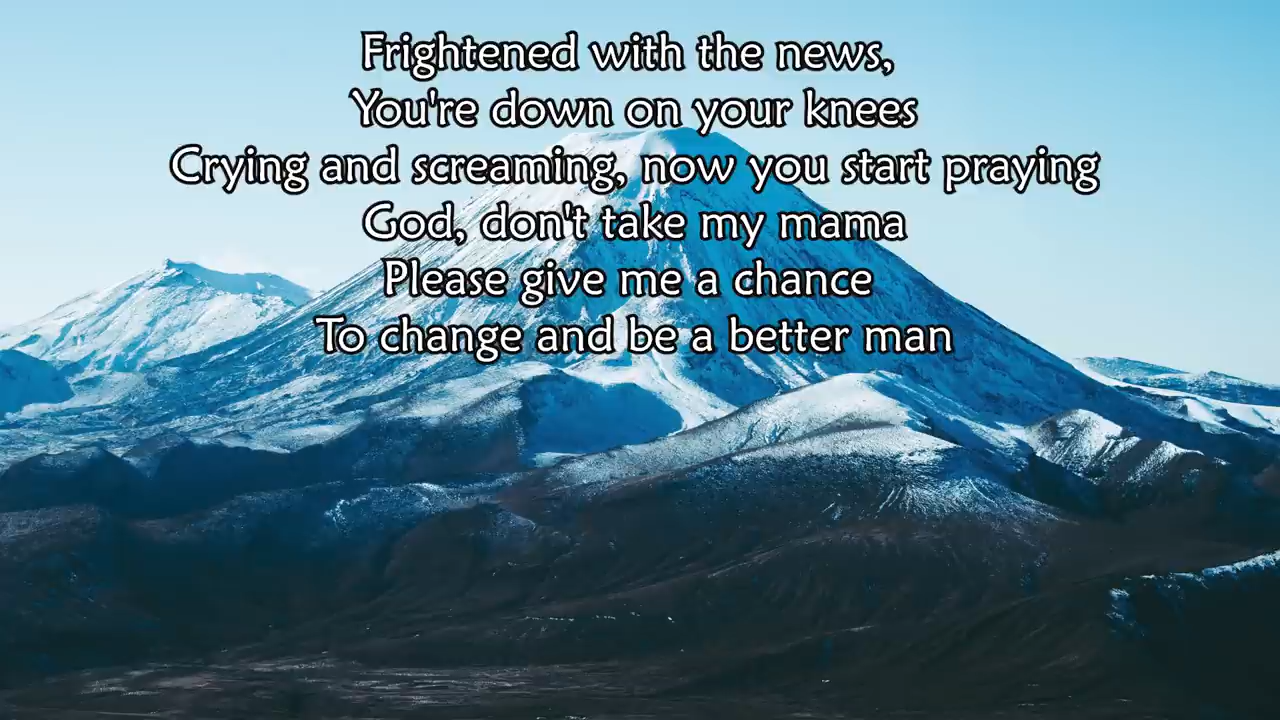 Frightened with the news,
You're down on your knees
Crying and screaming, now you start praying
God, don't take my mama
Please give me a chance
To change and be a better man